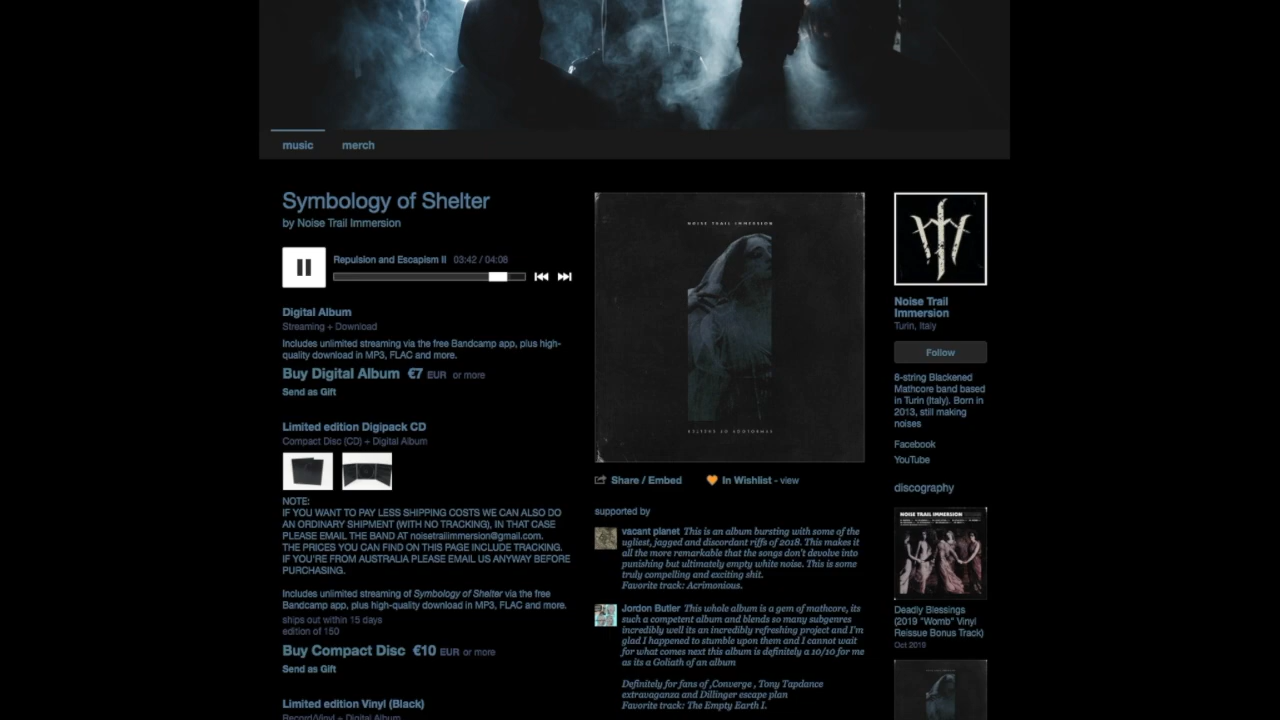 music
merch
Symbology of Shelter
by Noise Trail Immersion
Repulsion and Escapism II 03:42 / 04:08
Digital Album
Streaming + Download
Includes unlimited streaming via the free Bandcamp app, plus high-
quality download in MP3, FLAC and more.
Buy Digital Album €7 EUR or more
Send as Gift
Limited edition Digipack CD
Compact Disc (CD) + Digital Album
NOTE:
IF YOU WANT TO PAY LESS SHIPPING COSTS WE CAN ALSO DO
AN ORDINARY SHIPMENT (WITH NO TRACKING), IN THAT CASE
PLEASE EMAIL THE BAND AT noisetrailimmersion@gmail.com.
THE PRICES YOU CAN FIND ON THIS PAGE INCLUDE TRACKING.
IF YOU'RE FROM AUSTRALIA PLEASE EMAIL US ANYWAY BEFORE
PURCHASING.
Includes unlimited streaming of Symbology of Shelter via the free
Bandcamp app, plus high-quality download in MP3, FLAC and more.
ships out within 15 days
edition of 150
Buy Compact Disc €10 EUR or more
Send as Gift
Limited edition Vinyl (Black)
Record/Vinyl + Digital Album
NOISE TRAIL IMMERSION
SYMBOLOGY OF SHELTER
Share / Embed
In Wishlist - view
supported by
vacant planet This is an album bursting with some of the
ugliest, jagged and discordant riffs of 2018. This makes it
all the more remarkable that the songs don't devolve into
punishing but ultimately empty white noise. This is some
truly compelling and exciting shit.
Favorite track: Acrimonious.
Jordon Butler This whole album is a gem of mathcore, its
such a competent album and blends so many subgenres
incredibly well its an incredibly refreshing project and I'm
glad I happened to stumble upon them and I cannot wait
for what comes next this album is definitely a 10/10 for me
as its a Goliath of an album
Definitely for fans of ,Converge , Tony Tapdance
extravaganza and Dillinger escape plan
Favorite track: The Empty Earth I.
Noise Trail
Immersion
Turin, Italy
Follow
8-string Blackened
Mathcore band based
in Turin (Italy). Born in
2013, still making
noises
Facebook
YouTube
discography
NOISE TRAIL IMMERSION
Deadly Blessings
(2019 "Womb" Vinyl
Reissue Bonus Track)
Oct 2019